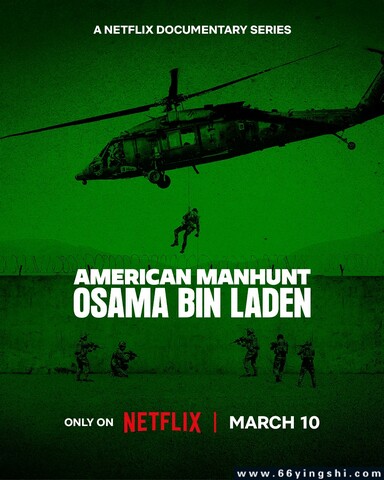 A NETFLIX DOCUMENTARY SERIES
AMERICAN MANHUNT
OSAMA BIN LADEN
ONLY ON NETFLIX | MARCH 10
www.66yingshi.com